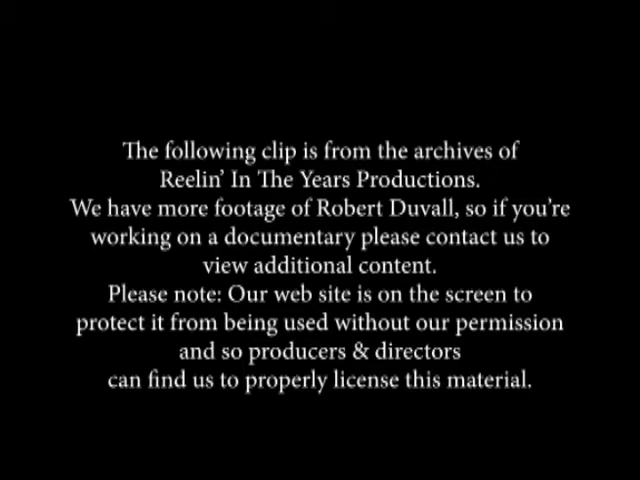 The following clip is from the archives of
Reelin’ In The Years Productions.
We have more footage of Robert Duvall, so if you’re
working on a documentary please contact us to
view additional content.
Please note: Our web site is on the screen to
protect it from being used without our permission
and so producers & directors
can find us to properly license this material.